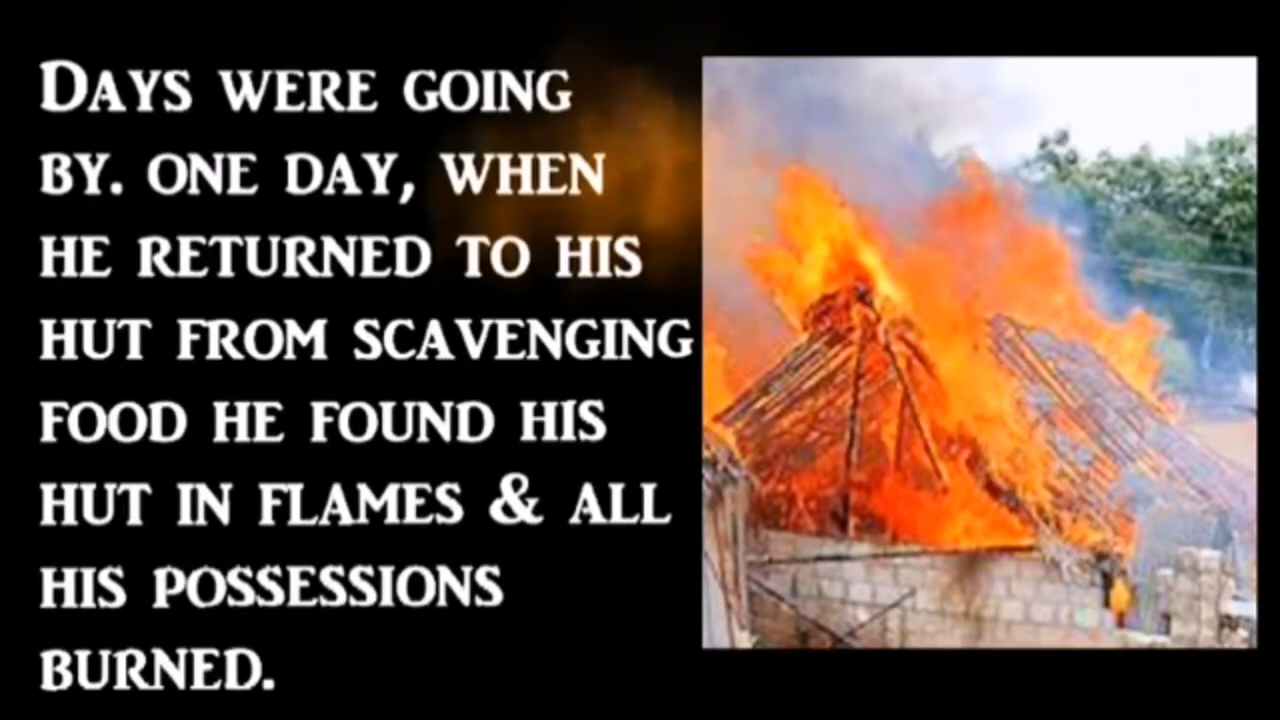 Days were going
by. one day, when
he returned to his
hut from scavenging
food he found his
hut in flames & all
his possessions
burned.